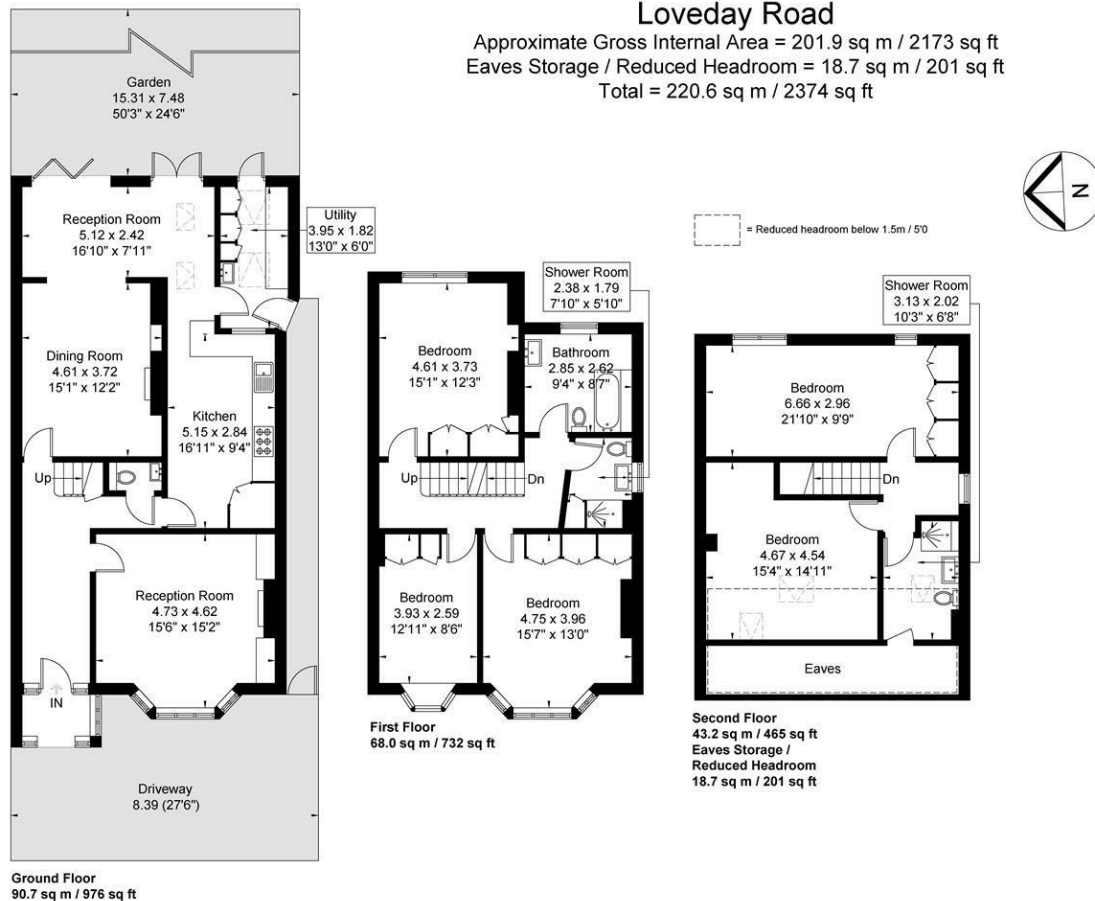 Loveday Road
Approximate Gross Internal Area = 201.9 sq m / 2173 sq ft
Eaves Storage / Reduced Headroom = 18.7 sq m / 201 sq ft
Total = 220.6 sq m / 2374 sq ft
N
= Reduced headroom below 1.5m / 5'0
Garden
15.31 x 7.48
50'3" x 24'6"
Reception Room
5.12 x 2.42
16'10" x 7'11"
Utility
3.95 x 1.82
13'0" x 6'0"
Dining Room
4.61 x 3.72
15'1" x 12'2"
Kitchen
5.15 x 2.84
16'11" x 9'4"
Up
Reception Room
4.73 x 4.62
15'6" x 15'2"
IN
Driveway
8.39 (27'6")
Ground Floor
90.7 sq m / 976 sq ft
Shower Room
2.38 x 1.79
7'10" x 5'10"
Bedroom
4.61 x 3.73
15'1" x 12'3"
Bathroom
2.85 x 2.62
9'4" x 8'7"
Up
Dn
Bedroom
3.93 x 2.59
12'11" x 8'6"
Bedroom
4.75 x 3.96
15'7" x 13'0"
First Floor
68.0 sq m / 732 sq ft
Shower Room
3.13 x 2.02
10'3" x 6'8"
Bedroom
6.66 x 2.96
21'10" x 9'9"
Dn
Bedroom
4.67 x 4.54
15'4" x 14'11"
Eaves
Second Floor
43.2 sq m / 465 sq ft
Eaves Storage /
Reduced Headroom
18.7 sq m / 201 sq ft